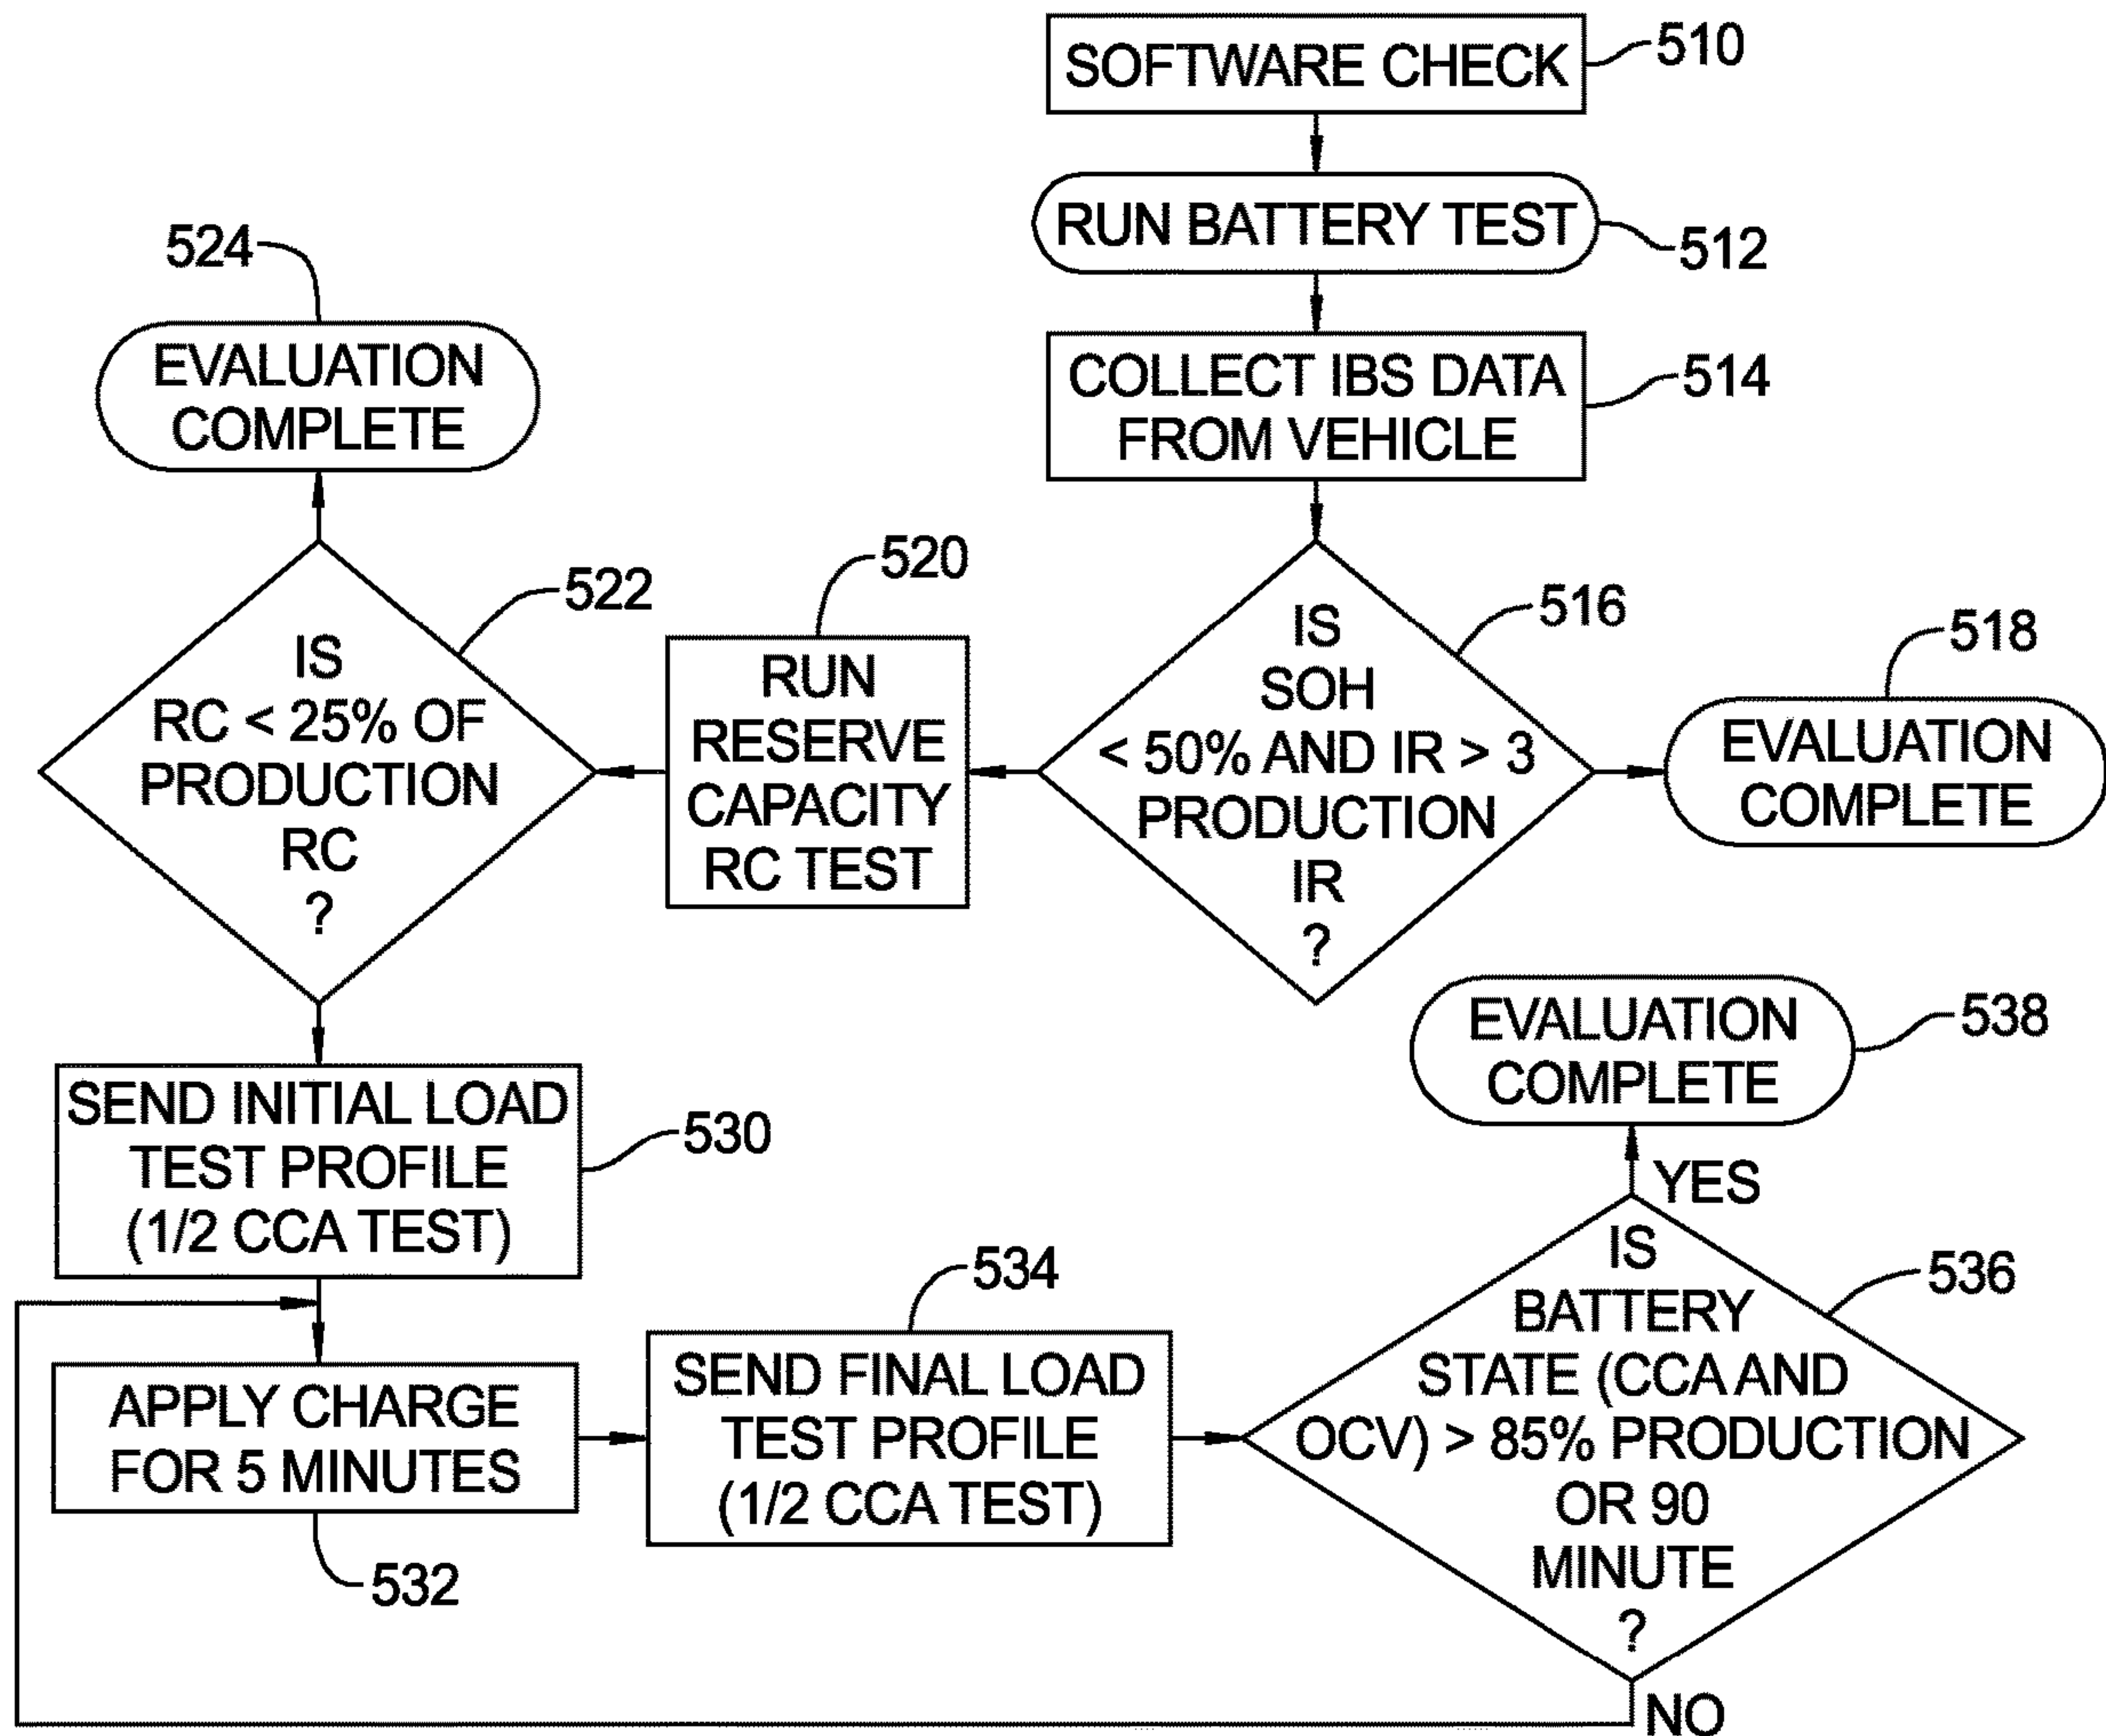 SOFTWARE CHECK
510
RUN BATTERY TEST
512
COLLECT IBS DATA
FROM VEHICLE
514
IS
SOH
< 50% AND IR > 3
PRODUCTION
IR
?
516
EVALUATION
COMPLETE
518
RUN
RESERVE
CAPACITY
RC TEST
520
IS
RC < 25% OF
PRODUCTION
RC
?
522
EVALUATION
COMPLETE
524
SEND INITIAL LOAD
TEST PROFILE
(1/2 CCA TEST)
530
APPLY CHARGE
FOR 5 MINUTES
532
SEND FINAL LOAD
TEST PROFILE
(1/2 CCA TEST)
534
IS
BATTERY
STATE (CCA AND
OCV) > 85% PRODUCTION
OR 90
MINUTE
?
536
YES
EVALUATION
COMPLETE
538
NO